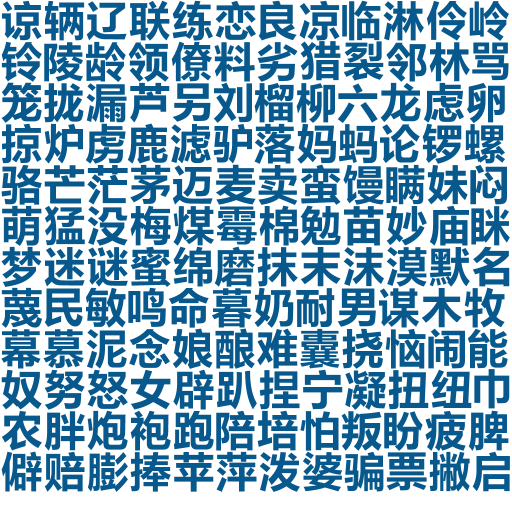 谅辆辽联练恋良凉临淋伶岭
铃陵龄领僚料劣猎裂邻林骂
笼拢漏芦另刘榴柳六龙虑卵
掠炉虏鹿滤驴落妈蚂论锣螺
骆芒茫茅迈麦卖蛮馒瞒妹闷
萌猛没梅煤霉棉勉苗妙庙眯
梦迷谜蜜绵磨抹末沫漠默名
蔑民敏鸣命暮奶耐男谋木牧
幕慕泥念娘酿难囊挠恼闹能
奴努怒女辟趴捏宁凝扭纽巾
农胖炮袍跑陪培怕叛盼疲脾
僻赔膨捧苹萍泼婆骗票撇启